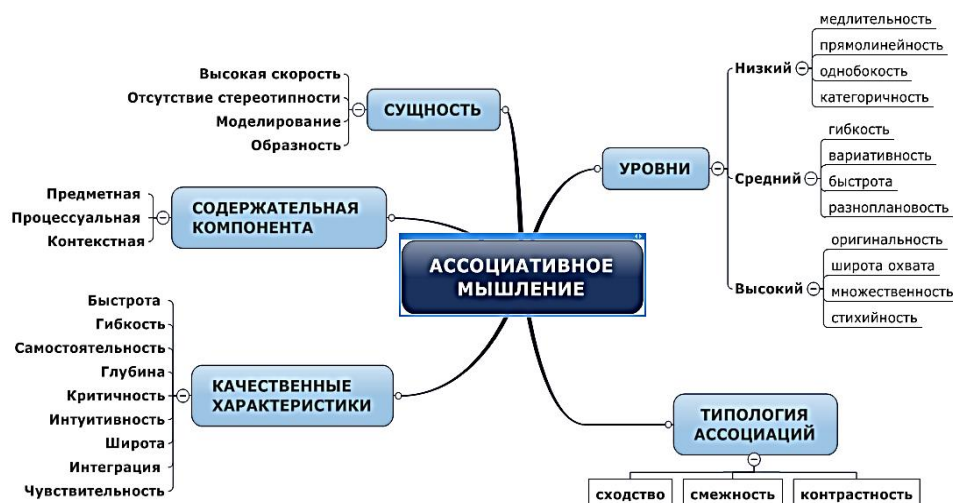 АССОЦИАТИВНОЕ
МЫШЛЕНИЕ
СУЩНОСТЬ
Высокая скорость
Отсутствие стереотипности
Моделирование
Образность
СОДЕРЖАТЕЛЬНАЯ
КОМПОНЕНТА
Предметная
Процессуальная
Контекстная
КАЧЕСТВЕННЫЕ
ХАРАКТЕРИСТИКИ
Быстрота
Гибкость
Самостоятельность
Глубина
Критичность
Интуитивность
Широта
Интеграция
Чувствительность
УРОВНИ
Низкий
медлительность
прямолинейность
однобокость
категоричность
Средний
гибкость
вариативность
быстрота
разноплановость
Высокий
оригинальность
широта охвата
множественность
стихийность
ТИПОЛОГИЯ
АССОЦИАЦИЙ
сходство
смежность
контрастность